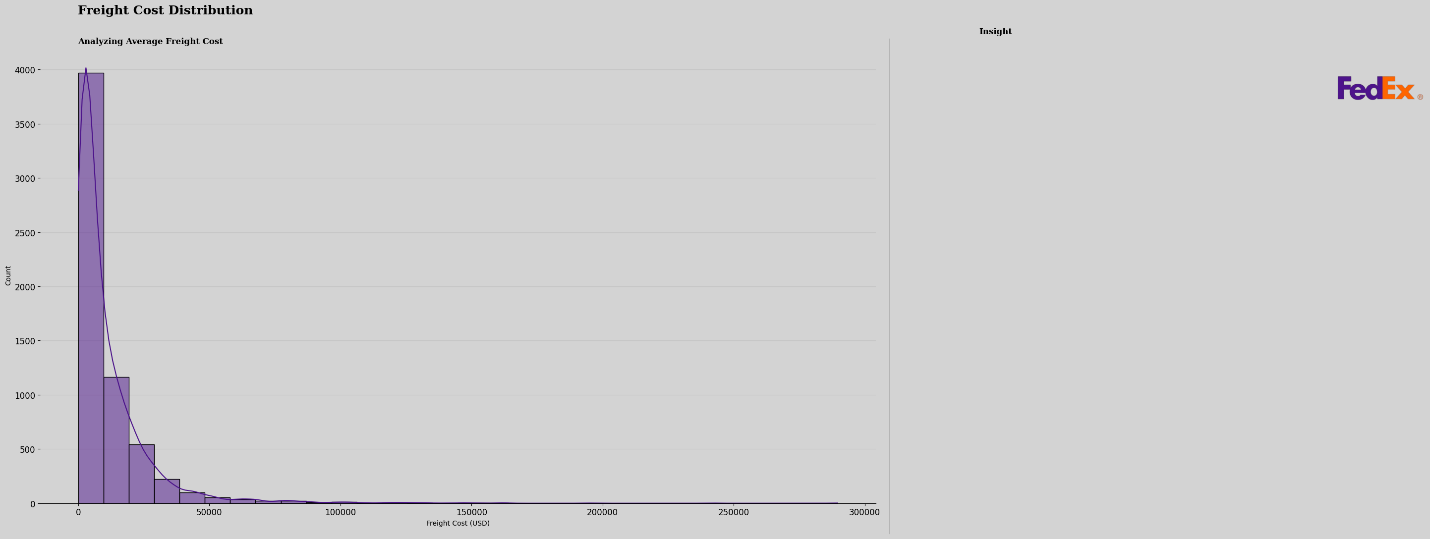 Freight Cost Distribution
Analyzing Average Freight Cost
Insight
FedEx®
4000
3500
3000
2500
2000
1500
1000
500
0
Count
0 50000 100000 150000 200000 250000 300000
Freight Cost (USD)